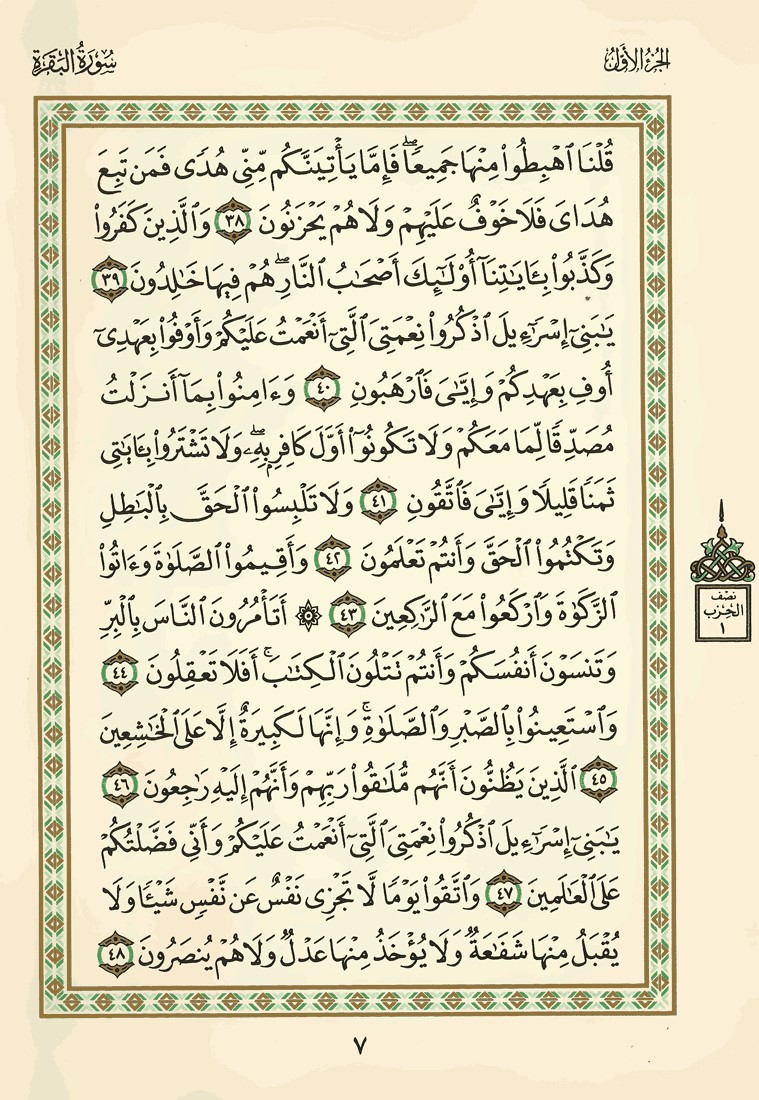 الجزء الأول
سورة البقرة
قُلْنَا ٱهْبِطُوا۟ مِنْهَا جَمِيعًاۖ فَإِمَّا يَأْتِيَنَّكُم مِّنِّى هُدًى فَمَن تَبِعَ
هُدَاىَ فَلَا خَوْفٌ عَلَيْهِمْ وَلَا هُمْ يَحْزَنُونَ ٣٨ وَٱلَّذِينَ كَفَرُوا۟
وَكَذَّبُوا۟ بِـَٔايَٰتِنَآ أُو۟لَٰٓئِكَ أَصْحَٰبُ ٱلنَّارِۖ هُمْ فِيهَا خَٰلِدُونَ ٣٩
يَٰبَنِىٓ إِسْرَٰٓءِيلَ ٱذْكُرُوا۟ نِعْمَتِىَ ٱلَّتِىٓ أَنْعَمْتُ عَلَيْكُمْ وَأَوْفُوا۟ بِعَهْدِىٓ
أُوفِ بِعَهْدِكُمْ وَإِيَّٰىَ فَٱرْهَبُونِ ٤٠ وَءَامِنُوا۟ بِمَآ أَنزَلْتُ
مُصَدِّقًا لِّمَا مَعَكُمْ وَلَا تَكُونُوٓا۟ أَوَّلَ كَافِرٍۭ بِهِۦۖ وَلَا تَشْتَرُوا۟ بِـَٔايَٰتِى
ثَمَنًا قَلِيلًا وَإِيَّٰىَ فَٱتَّقُونِ ٤١ وَلَا تَلْبِسُوا۟ ٱلْحَقَّ بِٱلْبَٰطِلِ
وَتَكْتُمُوا۟ ٱلْحَقَّ وَأَنتُمْ تَعْلَمُونَ ٤٢ وَأَقِيمُوا۟ ٱلصَّلَوٰةَ وَءَاتُوا۟
ٱلزَّكَوٰةَ وَٱرْكَعُوا۟ مَعَ ٱلرَّٰكِعِينَ ٤٣ ۞ أَتَأْمُرُونَ ٱلنَّاسَ بِٱلْبِرِّ
وَتَنسَوْنَ أَنفُسَكُمْ وَأَنتُمْ تَتْلُونَ ٱلْكِتَٰبَۚ أَفَلَا تَعْقِلُونَ ٤٤
وَٱسْتَعِينُوا۟ بِٱلصَّبْرِ وَٱلصَّلَوٰةِۚ وَإِنَّهَا لَكَبِيرَةٌ إِلَّا عَلَى ٱلْخَٰشِعِينَ
٤٥ ٱلَّذِينَ يَظُنُّونَ أَنَّهُم مُّلَٰقُوا۟ رَبِّهِمْ وَأَنَّهُمْ إِلَيْهِ رَٰجِعُونَ ٤٦
يَٰبَنِىٓ إِسْرَٰٓءِيلَ ٱذْكُرُوا۟ نِعْمَتِىَ ٱلَّتِىٓ أَنْعَمْتُ عَلَيْكُمْ وَأَنِّى فَضَّلْتُكُمْ
عَلَى ٱلْعَٰلَمِينَ ٤٧ وَٱتَّقُوا۟ يَوْمًا لَّا تَجْزِى نَفْسٌ عَن نَّفْسٍ شَيْـًٔا وَلَا
يُقْبَلُ مِنْهَا شَفَٰعَةٌ وَلَا يُؤْخَذُ مِنْهَا عَدْلٌ وَلَا هُمْ يُنصَرُونَ ٤٨
نصف
الحزب
١
٧